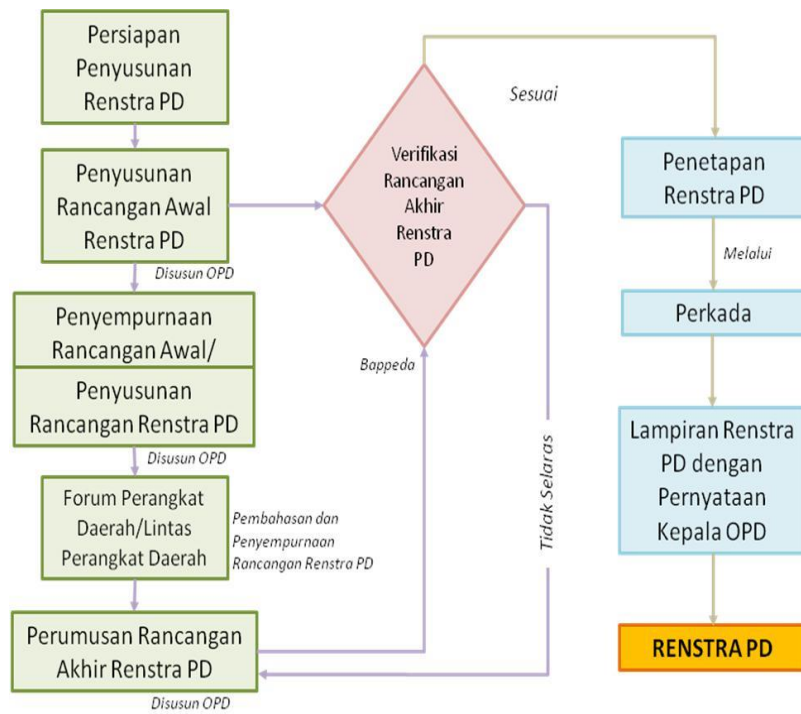 Persiapan
Penyusunan
Renstra PD
Penyusunan
Rancangan Awal
Renstra PD
Disusun OPD
Penyempurnaan
Rancangan Awal/
Penyusunan
Rancangan Renstra PD
Disusun OPD
Forum Perangkat
Daerah/Lintas
Perangkat Daerah
Pembahasan dan
Penyempurnaan
Rancangan Renstra PD
Perumusan Rancangan
Akhir Renstra PD
Disusun OPD
Verifikasi
Rancangan
Akhir
Renstra
PD
Bappeda
Tidak Selaras
Sesuai
Penetapan
Renstra PD
Melalui
Perkada
Lampiran Renstra
PD dengan
Pernyataan
Kepala OPD
RENSTRA PD